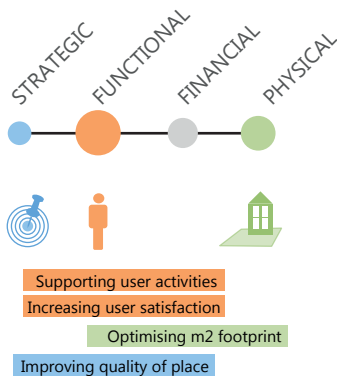 STRATEGIC
FUNCTIONAL
FINANCIAL
PHYSICAL
Supporting user activities
Increasing user satisfaction
Optimising m2 footprint
Improving quality of place